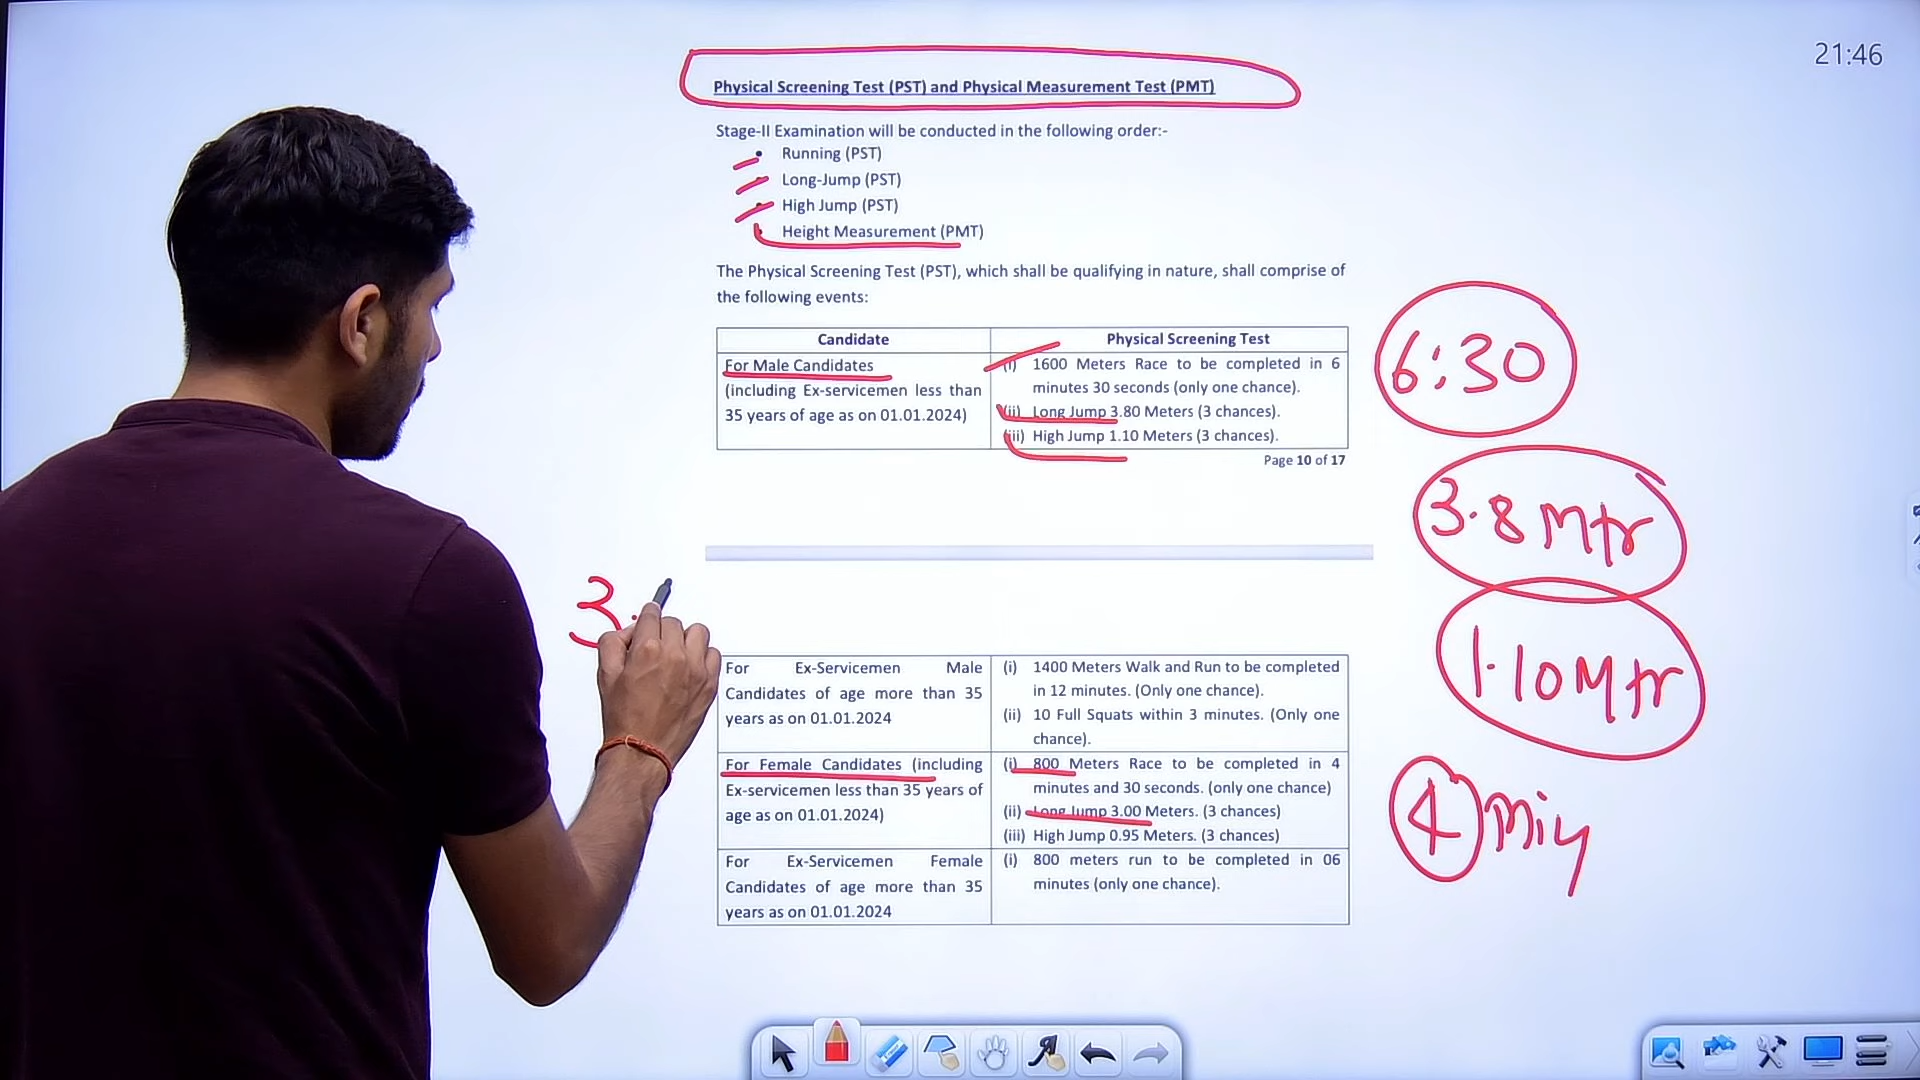 21:46
Physical Screening Test (PST) and Physical Measurement Test (PMT)
Stage-II Examination will be conducted in the following order:-
• Running (PST)
• Long-Jump (PST)
• High Jump (PST)
• Height Measurement (PMT)
The Physical Screening Test (PST), which shall be qualifying in nature, shall comprise of
the following events:
Candidate
Physical Screening Test
For Male Candidates
(including Ex-servicemen less than
35 years of age as on 01.01.2024)
(i) 1600 Meters Race to be completed in 6
minutes 30 seconds (only one chance).
(ii) Long Jump 3.80 Meters (3 chances).
(iii) High Jump 1.10 Meters (3 chances).
6:30
Page 10 of 17
3.8 Mtr
1.10 Mtr
3.
For Ex-Servicemen Male
Candidates of age more than 35
years as on 01.01.2024
(i) 1400 Meters Walk and Run to be completed
in 12 minutes. (Only one chance).
(ii) 10 Full Squats within 3 minutes. (Only one
chance).
For Female Candidates (including
Ex-servicemen less than 35 years of
age as on 01.01.2024)
(i) 800 Meters Race to be completed in 4
minutes and 30 seconds. (only one chance)
(ii) Long Jump 3.00 Meters. (3 chances)
(iii) High Jump 0.95 Meters. (3 chances)
4 Min
For Ex-Servicemen Female
Candidates of age more than 35
years as on 01.01.2024
(i) 800 meters run to be completed in 06
minutes (only one chance).